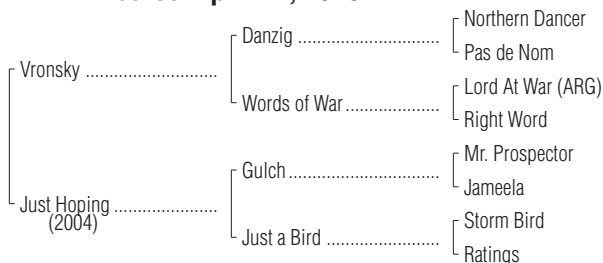 Northern Dancer
Danzig ........................................
Pas de Nom
Vronsky .....................................
Lord At War (ARG)
Words of War ...........................
Right Word
Mr. Prospector
Gulch ...........................................
Jameela
Just Hoping .............................
(2004)
Storm Bird
Just a Bird ................................
Ratings